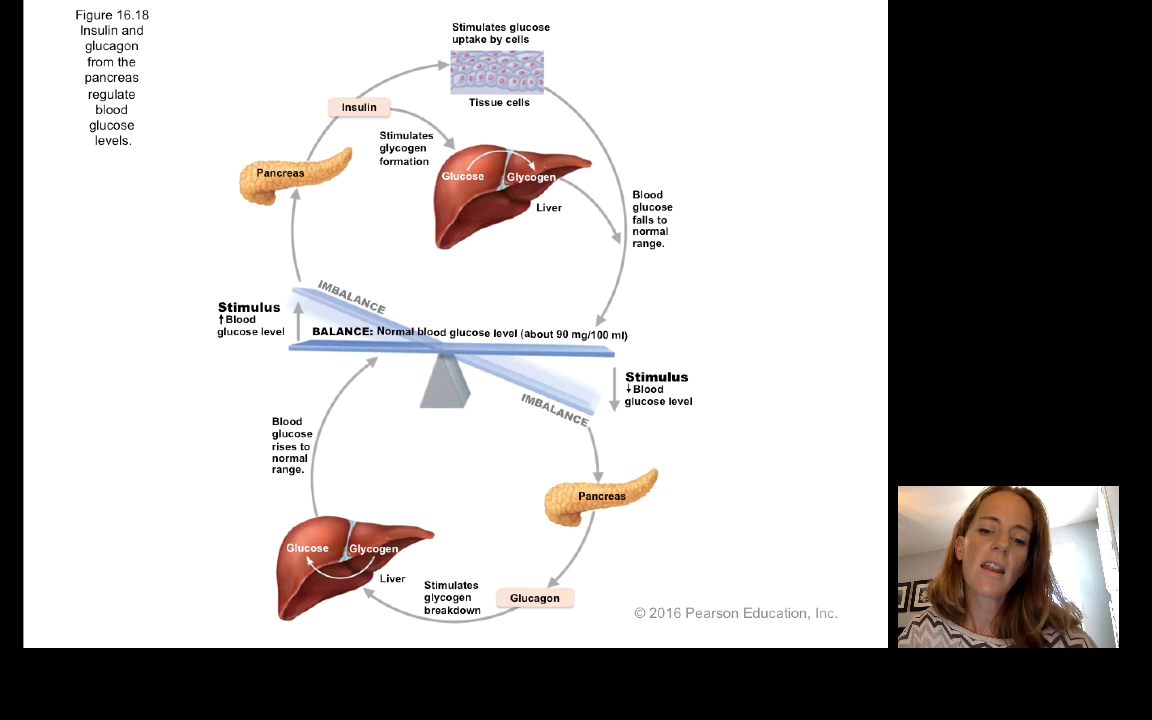 Figure 16.18
Insulin and
glucagon
from the
pancreas
regulate
blood
glucose
levels.
Stimulates glucose
uptake by cells
Tissue cells
Insulin
Stimulates
glycogen
formation
Pancreas
Glucose
Glycogen
Liver
Blood
glucose
falls to
normal
range.
IMBALANCE
Stimulus
↑Blood
glucose level
BALANCE: Normal blood glucose level (about 90 mg/100 ml)
Stimulus
↓Blood
glucose level
IMBALANCE
Blood
glucose
rises to
normal
range.
Pancreas
Glucose
Glycogen
Liver
Stimulates
glycogen
breakdown
Glucagon
© 2016 Pearson Education, Inc.